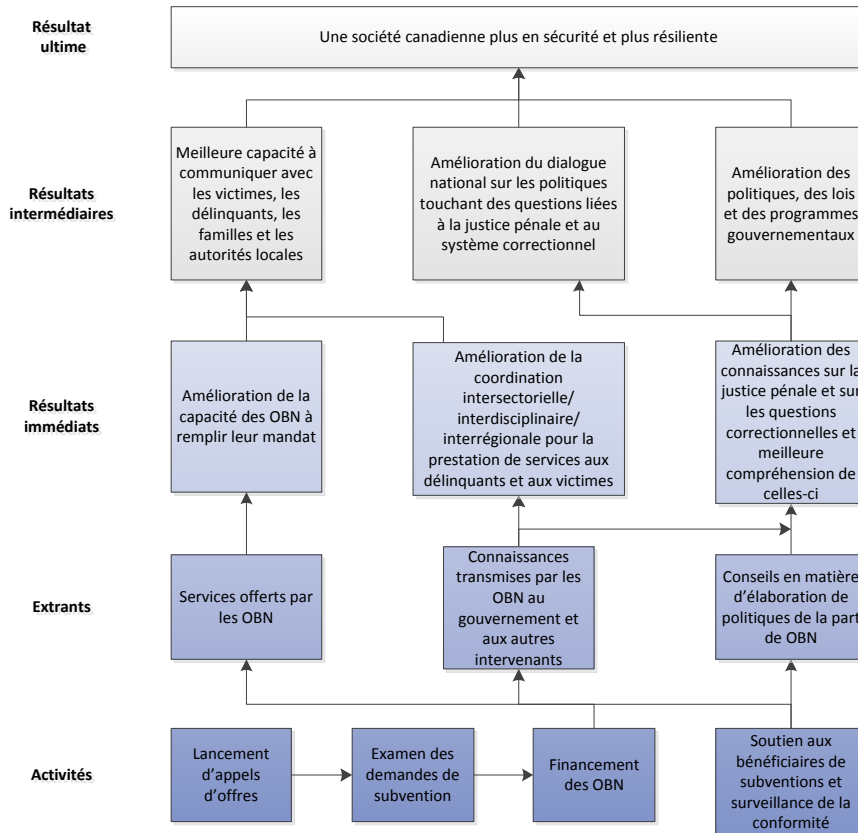 Résultat
ultime
Une société canadienne plus en sécurité et plus résiliente
Résultats
intermédiaires
Meilleure capacité à
communiquer avec
les victimes, les
délinquants, les
familles et les
autorités locales
Amélioration du dialogue
national sur les politiques
touchant des questions liées
à la justice pénale et au
système correctionnel
Amélioration des
politiques, des lois
et des programmes
gouvernementaux
Résultats
immédiats
Amélioration de la
capacité des OBN à
remplir leur mandat
Amélioration de la
coordination
intersectorielle/
interdisciplinaire/
interrégionale pour la
prestation de services aux
délinquants et aux victimes
Amélioration des
connaissances sur la
justice pénale et sur
les questions
correctionnelles et
meilleure
compréhension de
celles-ci
Extrants
Services offerts par
les OBN
Connaissances
transmises par les
OBN au
gouvernement et
aux autres
intervenants
Conseils en matière
d'élaboration de
politiques de la part
de OBN
Activités
Lancement
d'appels
d'offres
Examen des
demandes de
subvention
Financement
des OBN
Soutien aux
bénéficiaires de
subventions et
surveillance de la
conformité